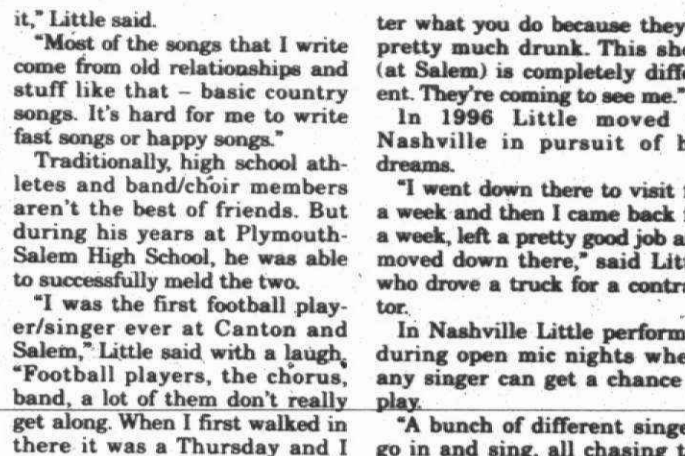 it," Little said.
"Most of the songs that I write
come from old relationships and
stuff like that – basic country
songs. It's hard for me to write
fast songs or happy songs."
Traditionally, high school ath-
letes and band/choir members
aren't the best of friends. But
during his years at Plymouth-
Salem High School, he was able
to successfully meld the two.
"I was the first football play-
er/singer ever at Canton and
Salem," Little said with a laugh.
"Football players, the chorus,
band, a lot of them don't really
get along. When I first walked in
there it was a Thursday and I
ter what you do because they
pretty much drunk. This sho
(at Salem) is completely diffe
ent. They're coming to see me."
In 1996 Little moved
Nashville in pursuit of h
dreams.
"I went down there to visit f
a week and then I came back f
a week, left a pretty good job a
moved down there," said Litt
who drove a truck for a contra
tor.
In Nashville Little perform
during open mic nights whe
any singer can get a chance
play.
"A bunch of different singe
go in and sing, all chasing t